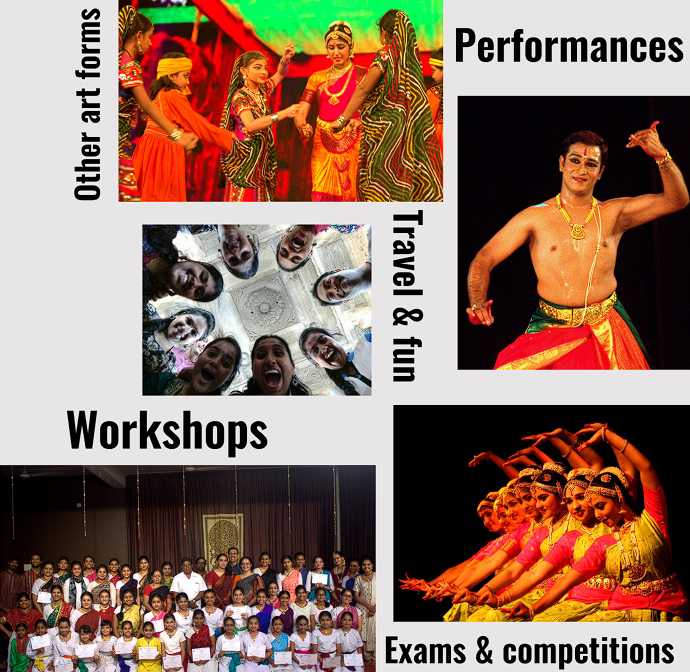 Other art forms
Performances
Travel & fun
Workshops
Exams & competitions